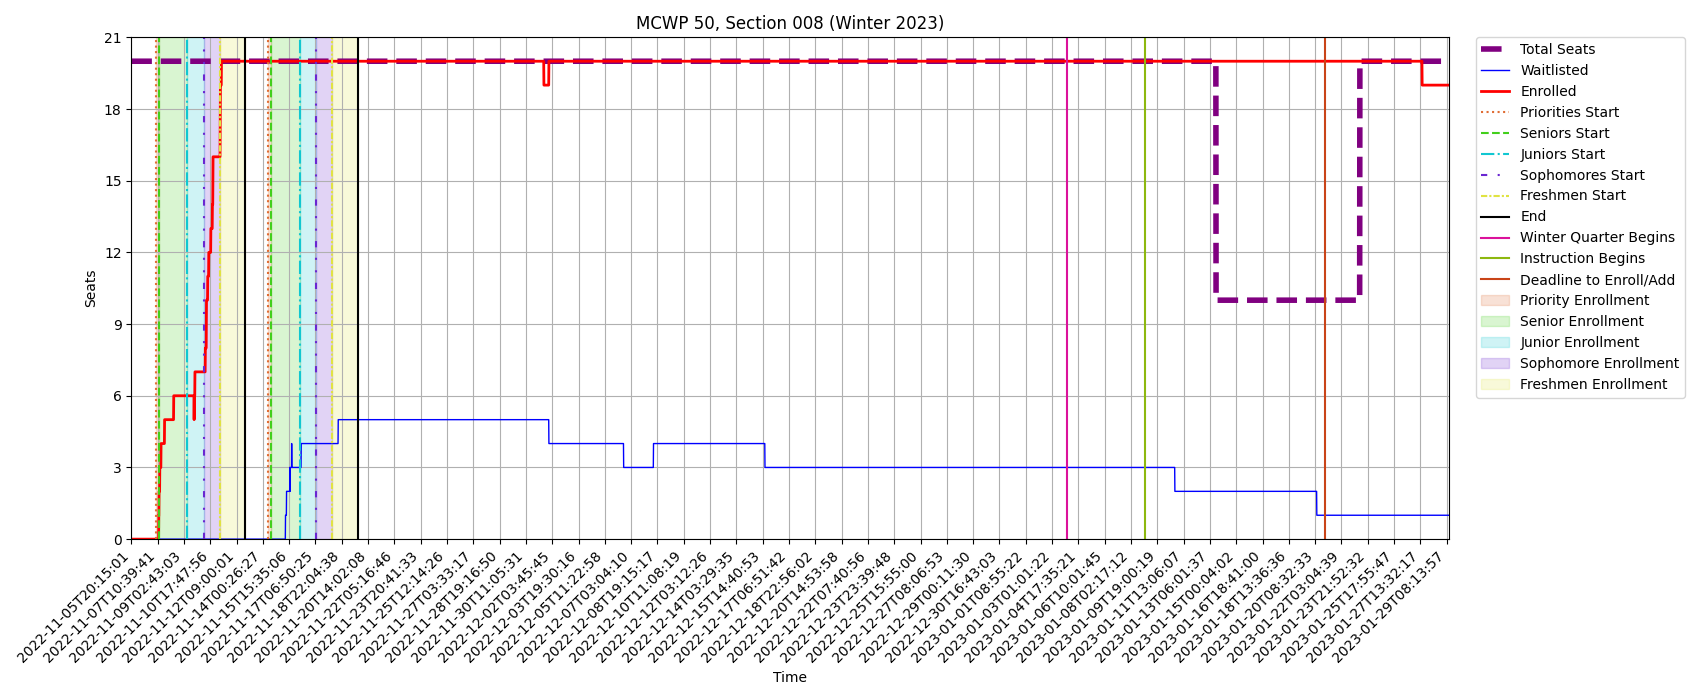 MCWP 50, Section 008 (Winter 2023)
21
18
15
12
9
6
3
0
Seats
2022-11-05T20:15:01
2022-11-07T10:39:41
2022-11-09T02:43:03
2022-11-10T17:47:56
2022-11-12T09:00:01
2022-11-14T00:26:27
2022-11-15T15:35:06
2022-11-17T06:50:25
2022-11-18T22:04:38
2022-11-20T14:02:08
2022-11-22T05:16:46
2022-11-23T20:41:33
2022-11-25T12:14:26
2022-11-27T03:33:17
2022-11-28T19:16:50
2022-11-30T11:05:31
2022-12-02T03:45:45
2022-12-03T19:30:16
2022-12-05T11:22:58
2022-12-07T03:04:10
2022-12-08T19:15:17
2022-12-10T11:08:19
2022-12-12T03:12:26
2022-12-14T03:29:35
2022-12-15T14:40:53
2022-12-17T06:51:42
2022-12-18T22:56:02
2022-12-20T14:53:58
2022-12-22T07:40:56
2022-12-23T23:39:48
2022-12-25T15:55:00
2022-12-27T08:06:53
2022-12-29T00:11:30
2022-12-30T16:43:03
2023-01-01T08:55:22
2023-01-03T01:01:22
2023-01-04T17:35:21
2023-01-06T10:01:45
2023-01-08T02:17:12
2023-01-09T19:00:19
2023-01-11T13:06:07
2023-01-13T06:01:37
2023-01-15T00:04:02
2023-01-16T18:41:00
2023-01-18T13:36:36
2023-01-20T08:32:33
2023-01-22T03:04:39
2023-01-23T21:52:32
2023-01-25T17:55:47
2023-01-27T13:32:17
2023-01-29T08:13:57
Time
Total Seats
Waitlisted
Enrolled
Priorities Start
Seniors Start
Juniors Start
Sophomores Start
Freshmen Start
End
Winter Quarter Begins
Instruction Begins
Deadline to Enroll/Add
Priority Enrollment
Senior Enrollment
Junior Enrollment
Sophomore Enrollment
Freshmen Enrollment